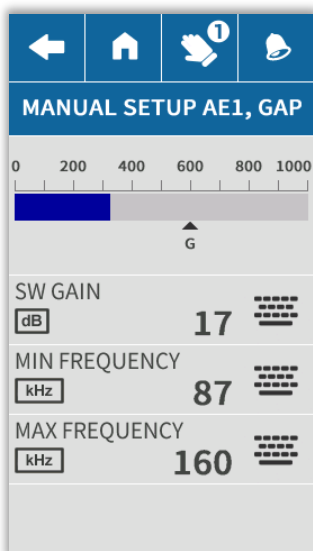 1
MANUAL SETUP AE1, GAP
0 200 400 600 800 1000
G
SW GAIN
dB 17
MIN FREQUENCY
kHz 87
MAX FREQUENCY
kHz 160